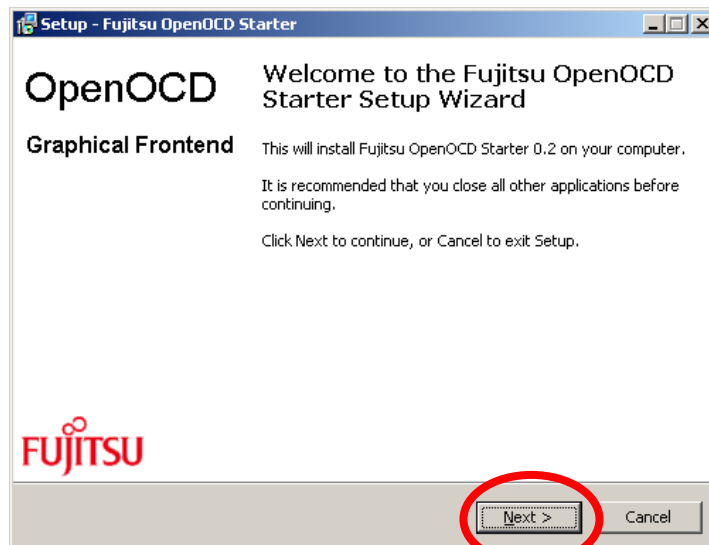 Setup - Fujitsu OpenOCD Starter
OpenOCD
Graphical Frontend
Welcome to the Fujitsu OpenOCD
Starter Setup Wizard
This will install Fujitsu OpenOCD Starter 0.2 on your computer.
It is recommended that you close all other applications before
continuing.
Click Next to continue, or Cancel to exit Setup.
FUJITSU
Next >
Cancel